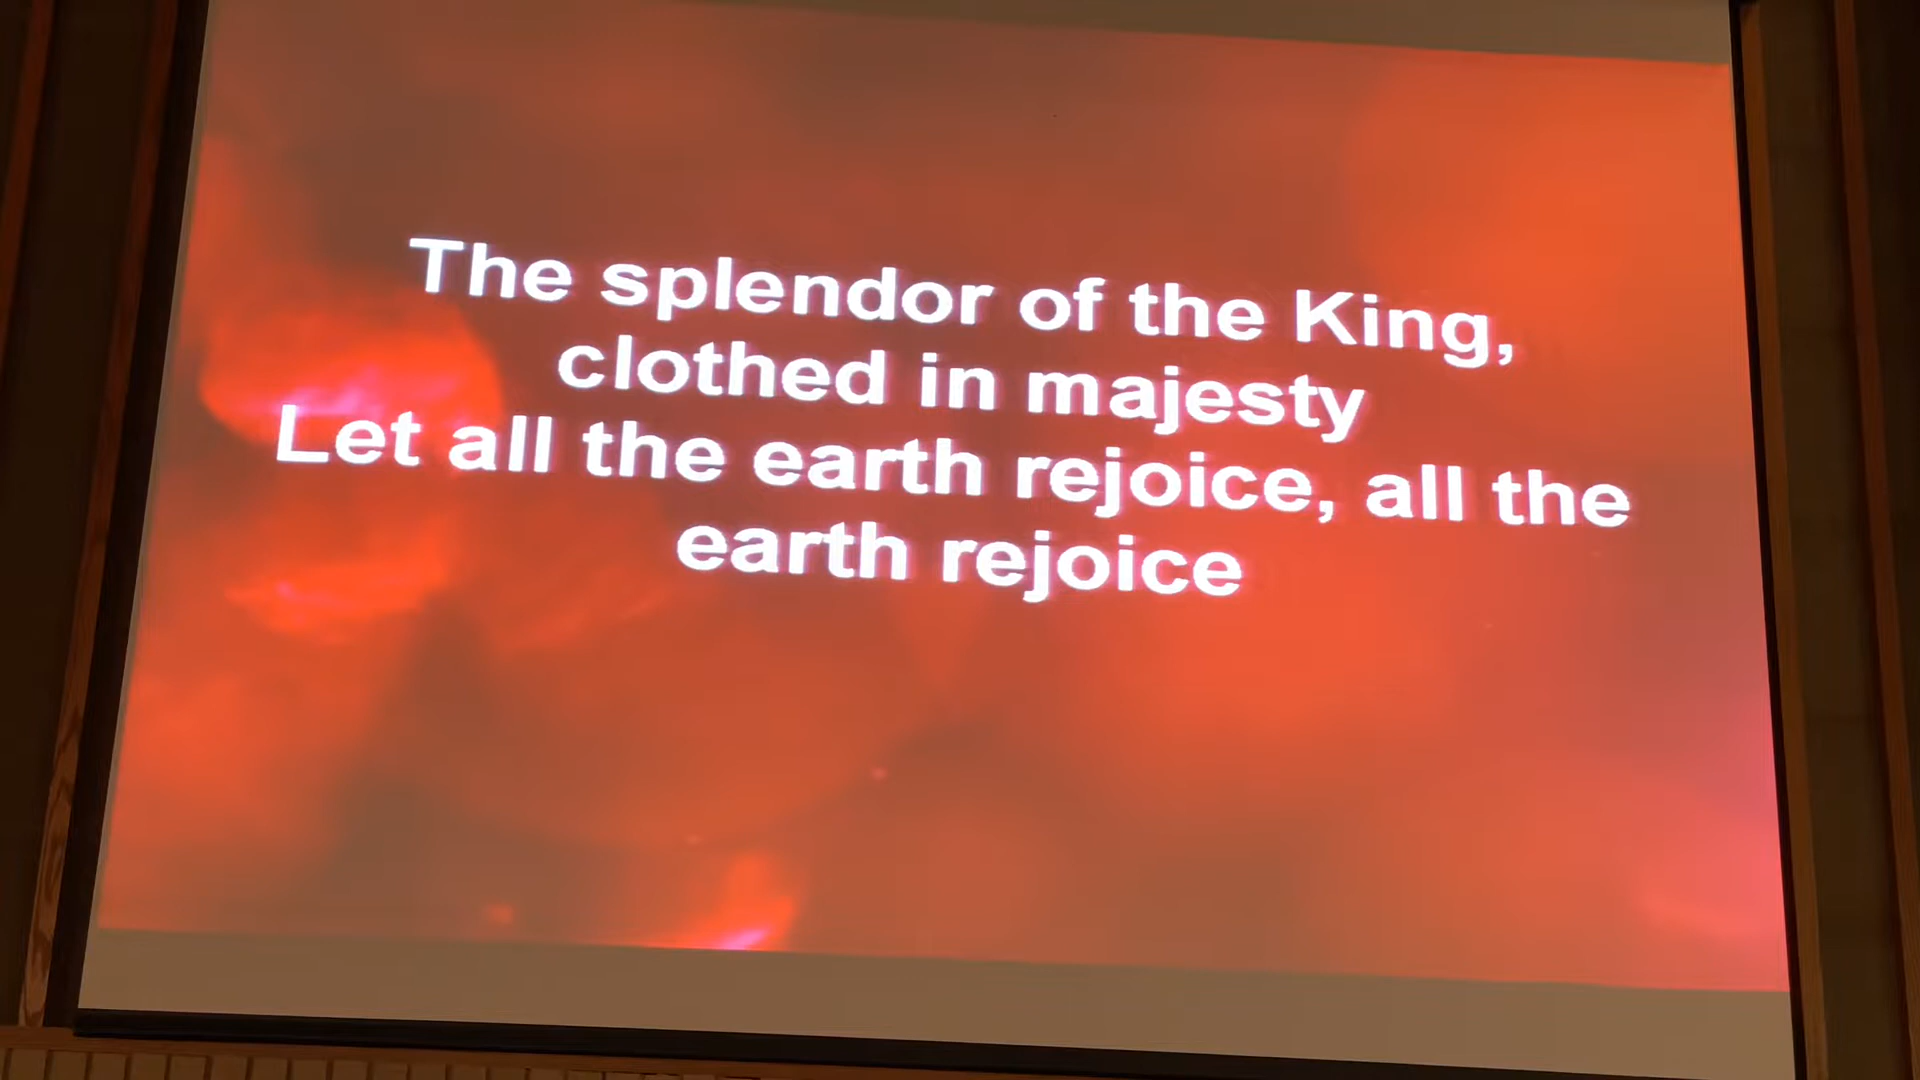 The splendor of the King,
clothed in majesty
Let all the earth rejoice, all the
earth rejoice